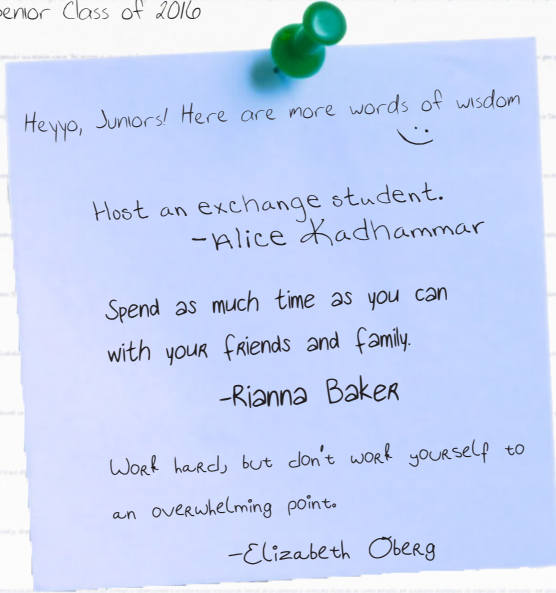 Senior Class of 2016
Heyyo, Juniors! Here are more words of wisdom
Host an exchange student.
-Alice Kadhammar
Spend as much time as you can
with your friends and family.
-Rianna Baker
Work hard, but don't work yourself to
an overwhelming point.
-Elizabeth Oberg